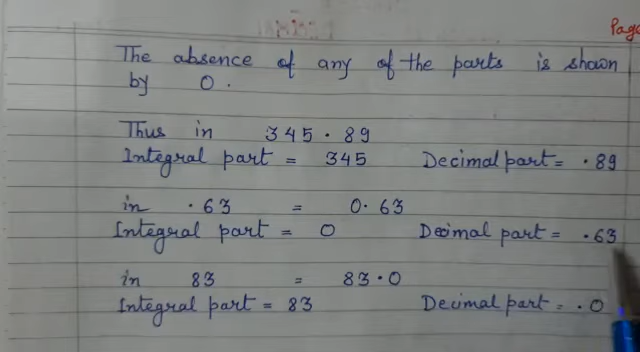 Page
The absence of any of the parts is shown
by 0.
Thus in 345.89
Integral part = 345 Decimal part = .89
in .63 = 0.63
Integral part = 0 Decimal part = .63
in 83 = 83.0
Integral part = 83 Decimal part = .0